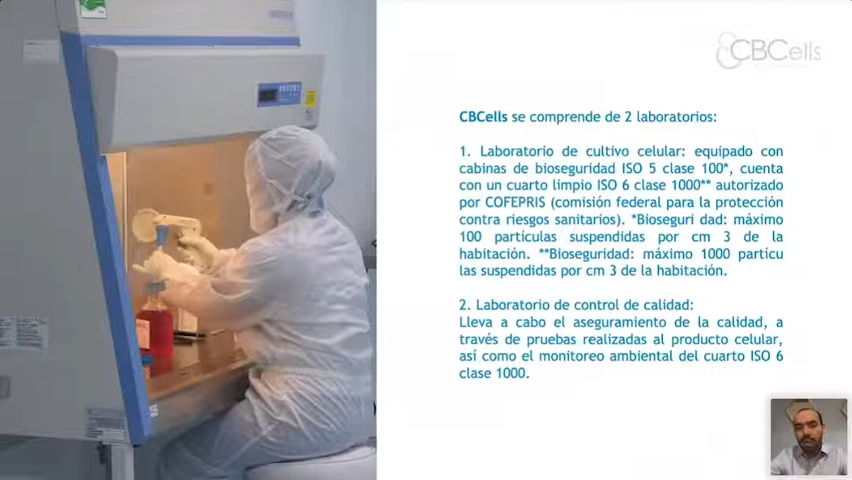 CBCells
CBCells se comprende de 2 laboratorios:
1. Laboratorio de cultivo celular: equipado con
cabinas de bioseguridad ISO 5 clase 100*, cuenta
con un cuarto limpio ISO 6 clase 1000** autorizado
por COFEPRIS (comisión federal para la protección
contra riesgos sanitarios). *Bioseguri dad: máximo
100 partículas suspendidas por cm 3 de la
habitación. **Bioseguridad: máximo 1000 partícu
las suspendidas por cm 3 de la habitación.
2. Laboratorio de control de calidad:
Lleva a cabo el aseguramiento de la calidad, a
través de pruebas realizadas al producto celular,
así como el monitoreo ambiental del cuarto ISO 6
clase 1000.